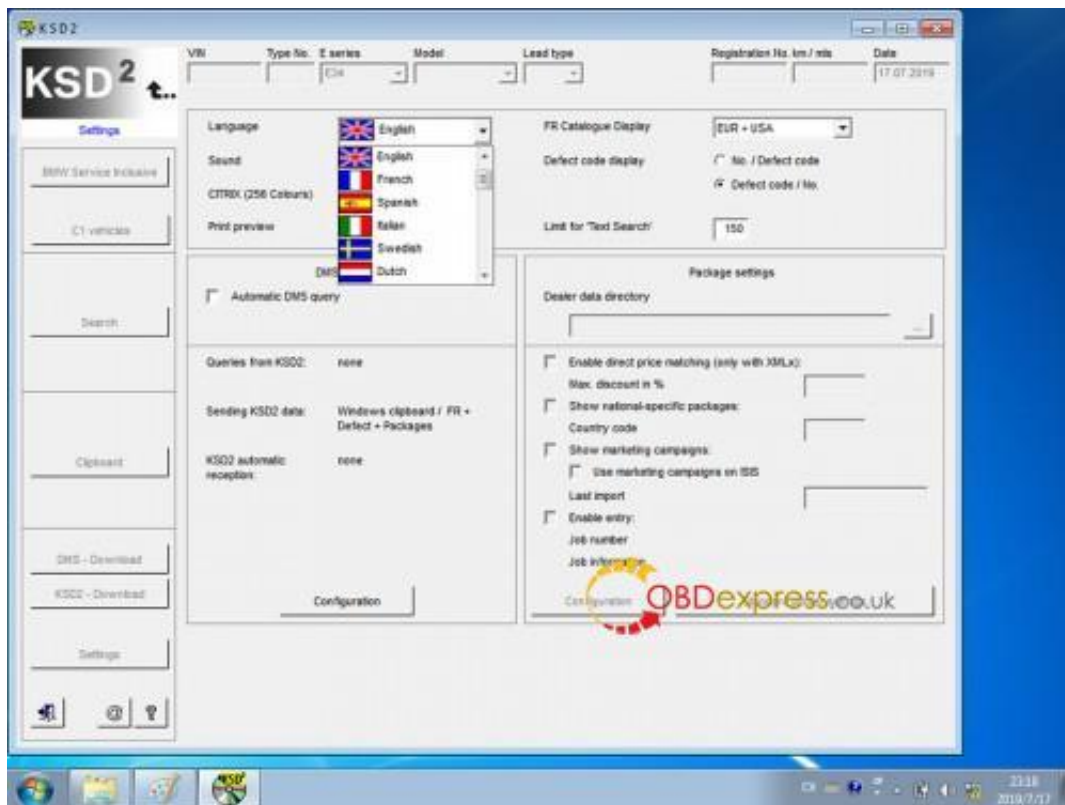 KSD2
VIN Type No. E series Model Lead type Registration No. km / mls Date
E34 17.07.2019
KSD2 t..
Settings
BMW Service Inclusive
C1 vehicles
Search
Clipboard
DMS - Download
KSD2 - Download
Settings
@ ?
Language English
English
French
Spanish
Italian
Swedish
Dutch
Sound
CITRIX (256 Colours)
Print preview
FR Catalogue Display EUR + USA
Defect code display No. / Defect code
Defect code / No.
Limit for 'Text Search' 150
DMS
Automatic DMS query
Queries from KSD2: none
Sending KSD2 data: Windows clipboard / FR +
Defect + Packages
KSD2 automatic none
reception:
Configuration
Package settings
Dealer data directory
...
Enable direct price matching (only with XMLx):
Max. discount in %
Show national-specific packages:
Country code
Show marketing campaigns:
Use marketing campaigns on ISIS
Last import
Enable entry:
Job number
Job information
Configuration
OBDexpress.co.uk
KSD2
23:18
2019/7/17